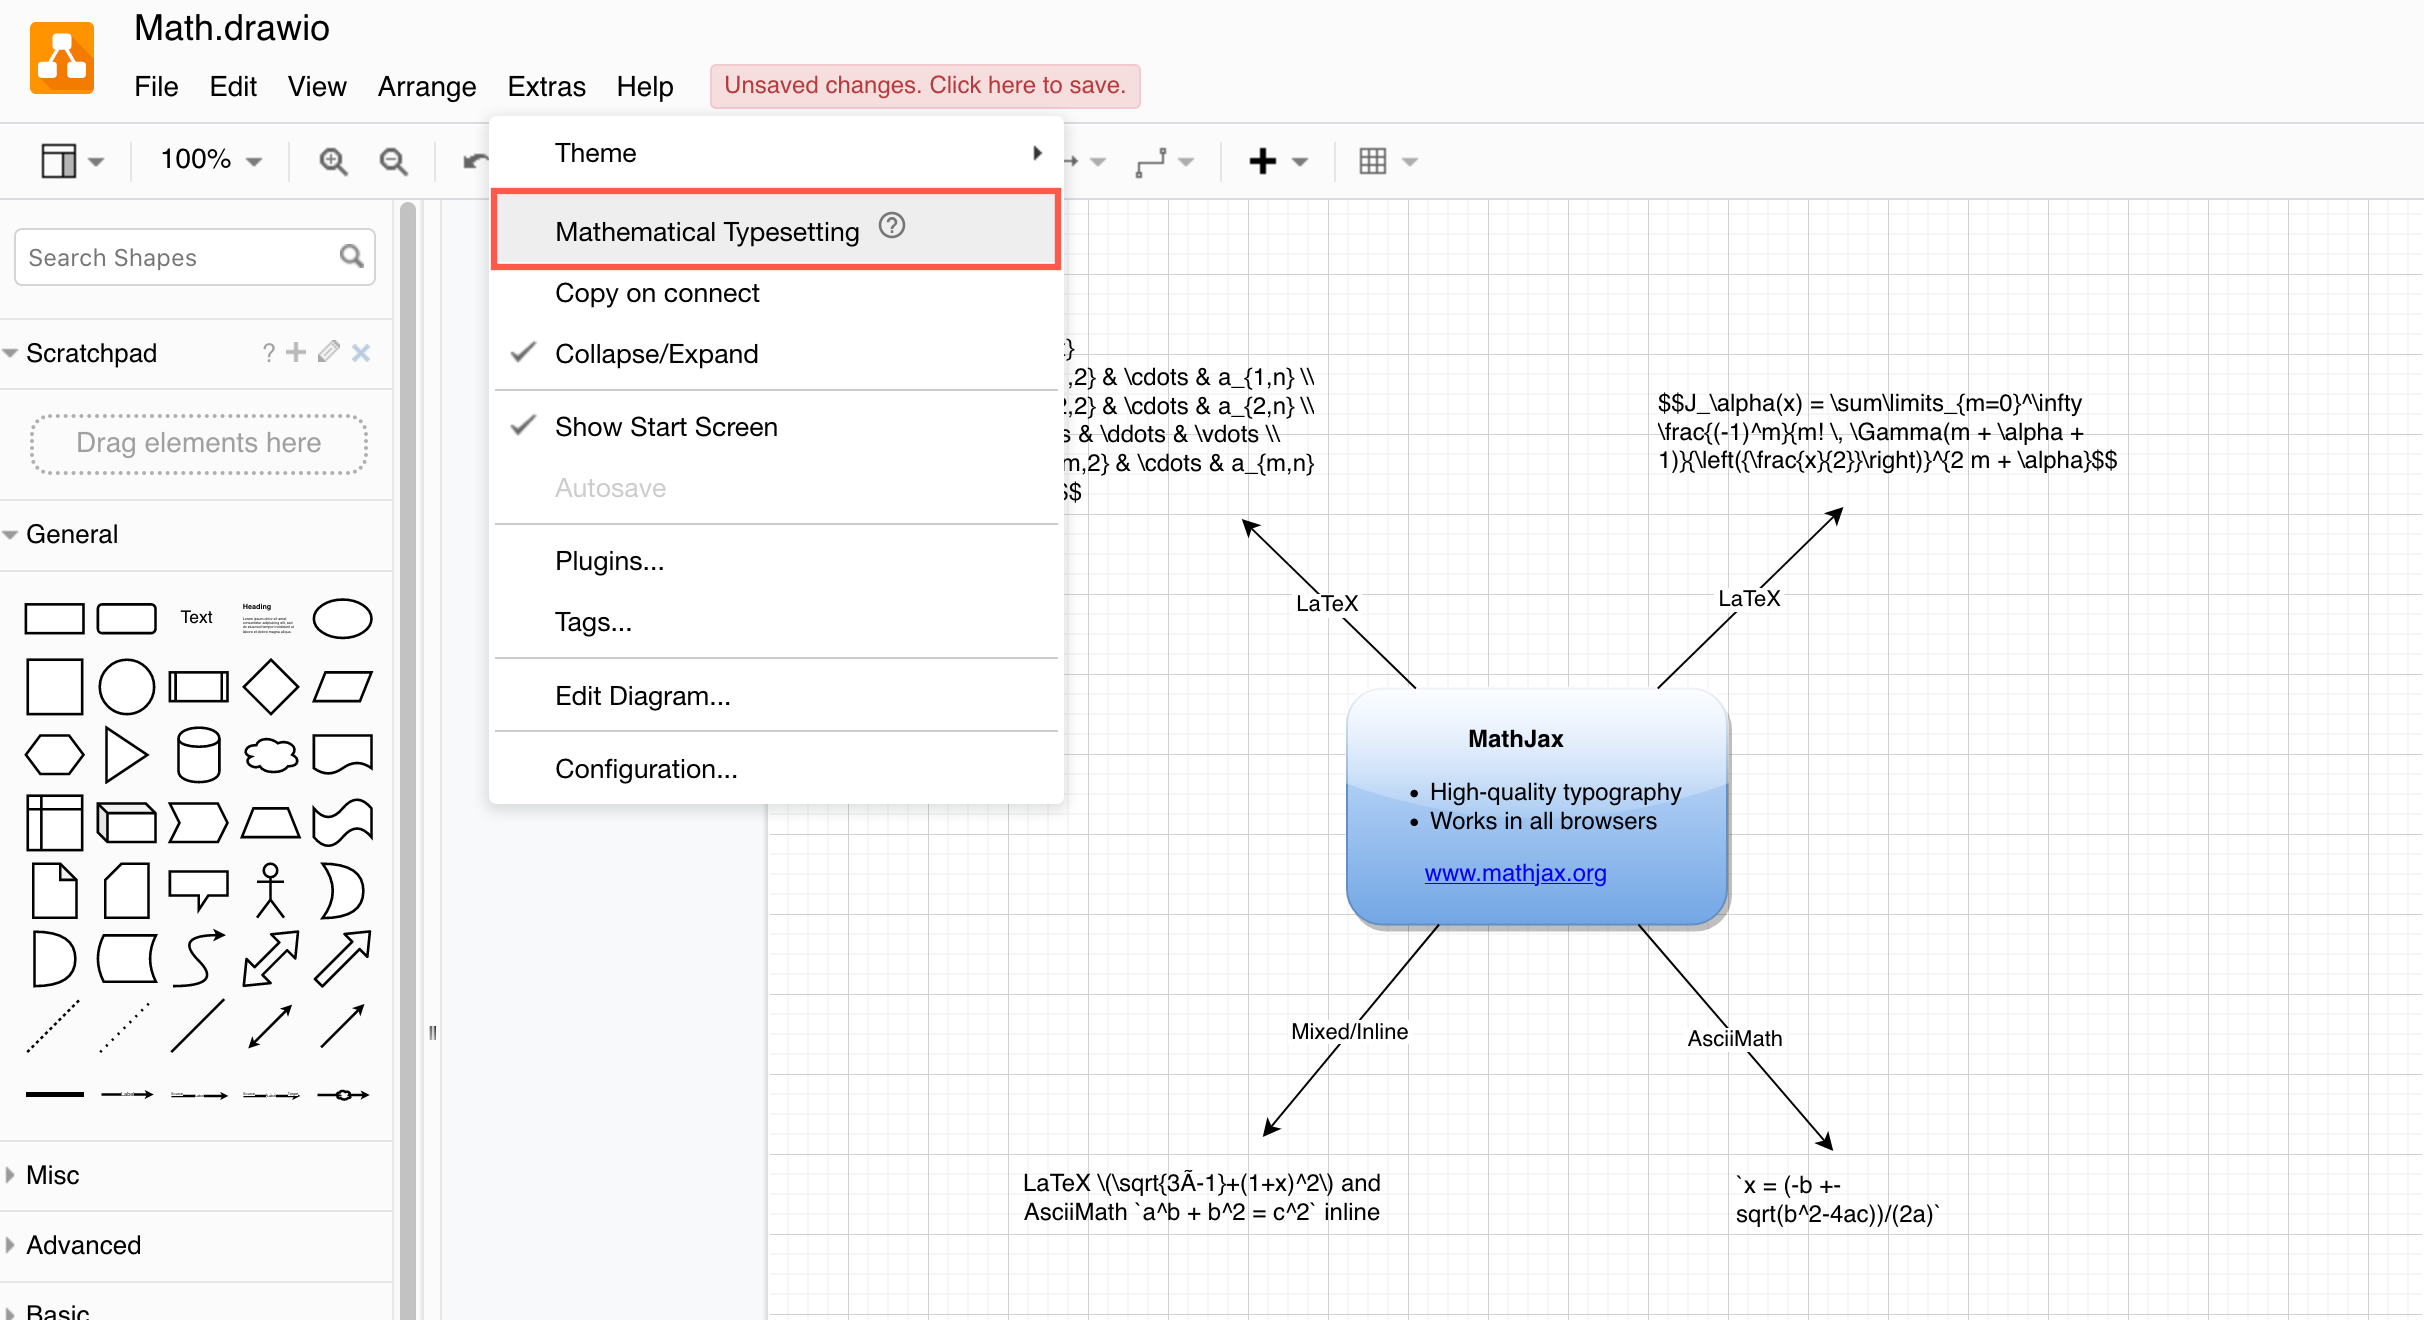 Math.drawio
File Edit View Arrange Extras Help Unsaved changes. Click here to save.
100%
Theme
Mathematical Typesetting ?
Copy on connect
Collapse/Expand
Show Start Screen
Autosave
Plugins...
Tags...
Edit Diagram...
Configuration...
Search Shapes
Scratchpad ?
Drag elements here
General
Text
Heading
Misc
Advanced
Basic
}
,2} & \cdots & a_{1,n} \\
2,2} & \cdots & a_{2,n} \\
s & \ddots & \vdots \\
m,2} & \cdots & a_{m,n}
$$
$$J_\alpha(x) = \sum\limits_{m=0}^\infty
\frac{(-1)^m}{m! \, \Gamma(m + \alpha +
1)}{\left({\frac{x}{2}}\right)}^{2 m + \alpha}$$
LaTeX
LaTeX
MathJax
• High-quality typography
• Works in all browsers
www.mathjax.org
Mixed/Inline
AsciiMath
LaTeX \(\sqrt{3Ã-1}+(1+x)^2\) and
AsciiMath `a^b + b^2 = c^2` inline
`x = (-b +-
sqrt(b^2-4ac))/(2a)`